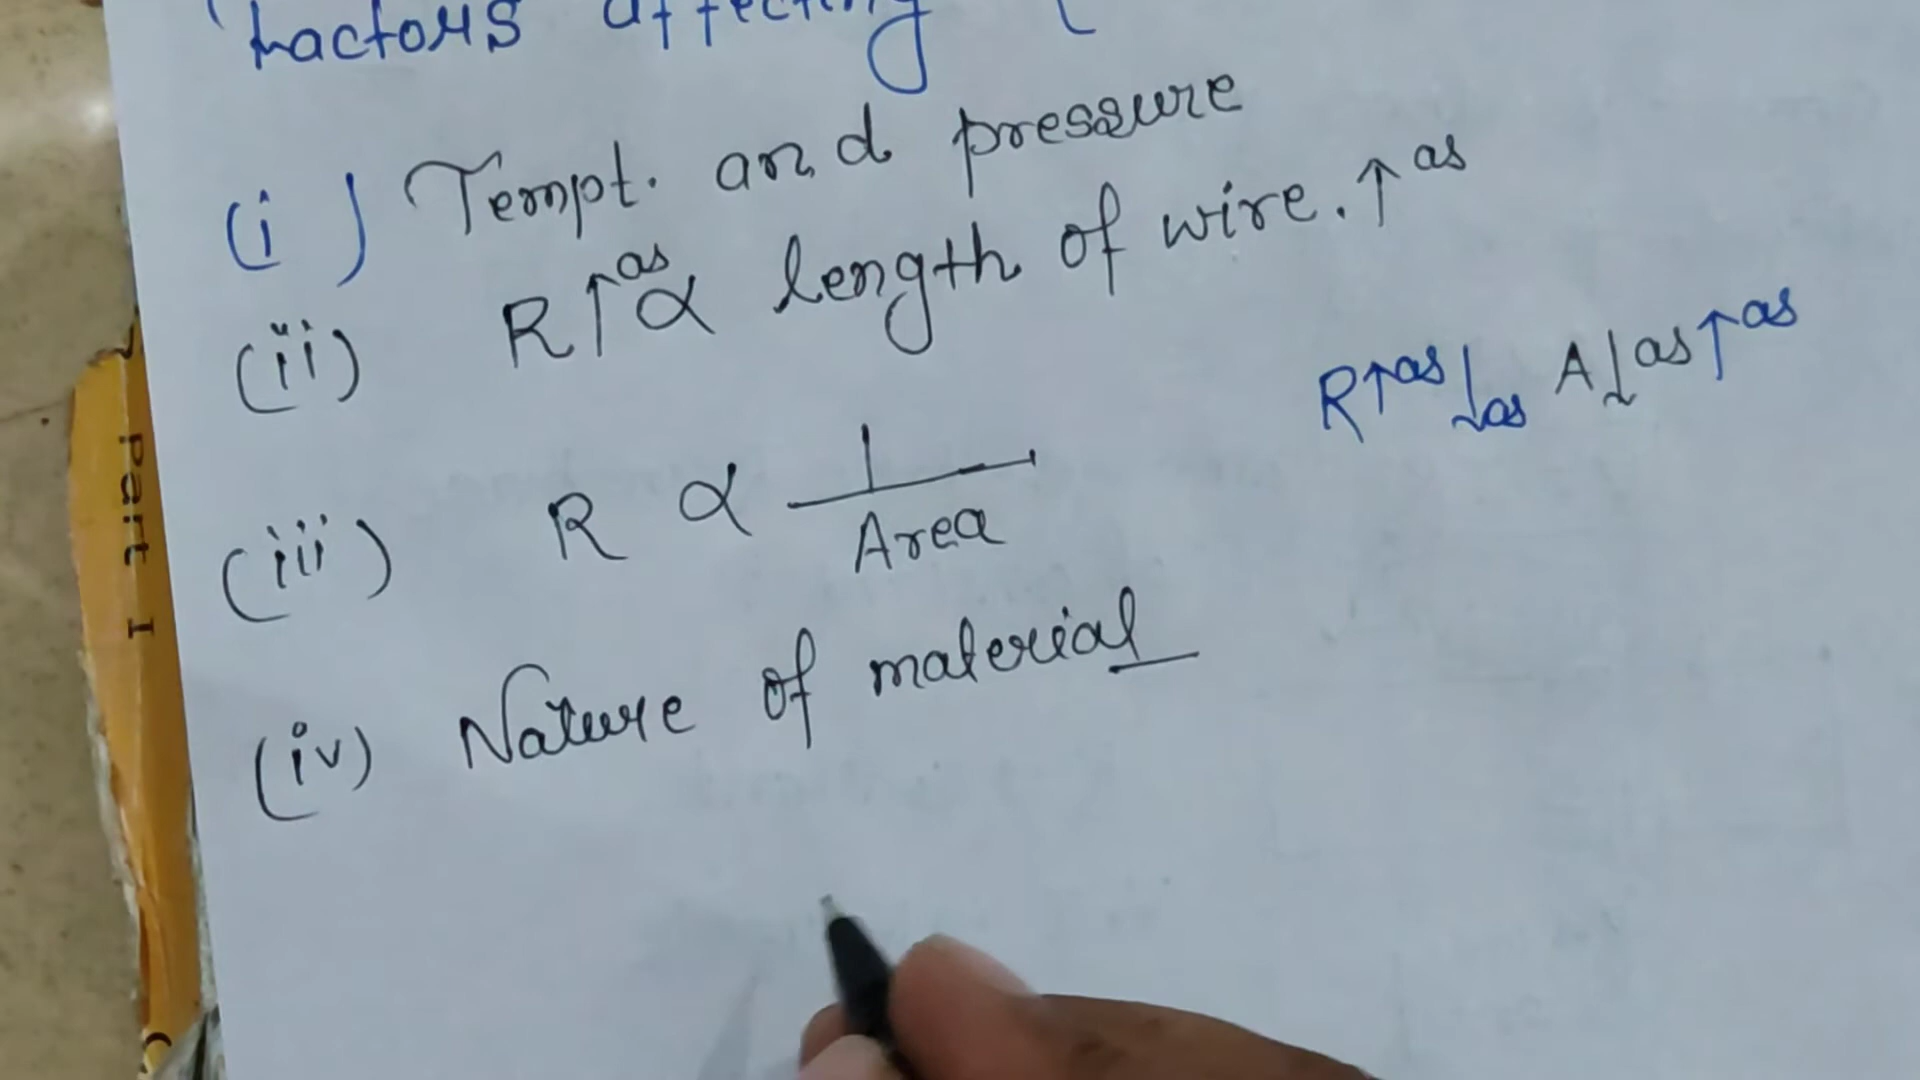 factors affecting
(i) Tempt. and pressure
(ii) R↑as ∝ length of wire.↑as
R↑as ↓as A↓as ↑as
(iii) R ∝ 1/Area
(iv) Nature of material
Part I